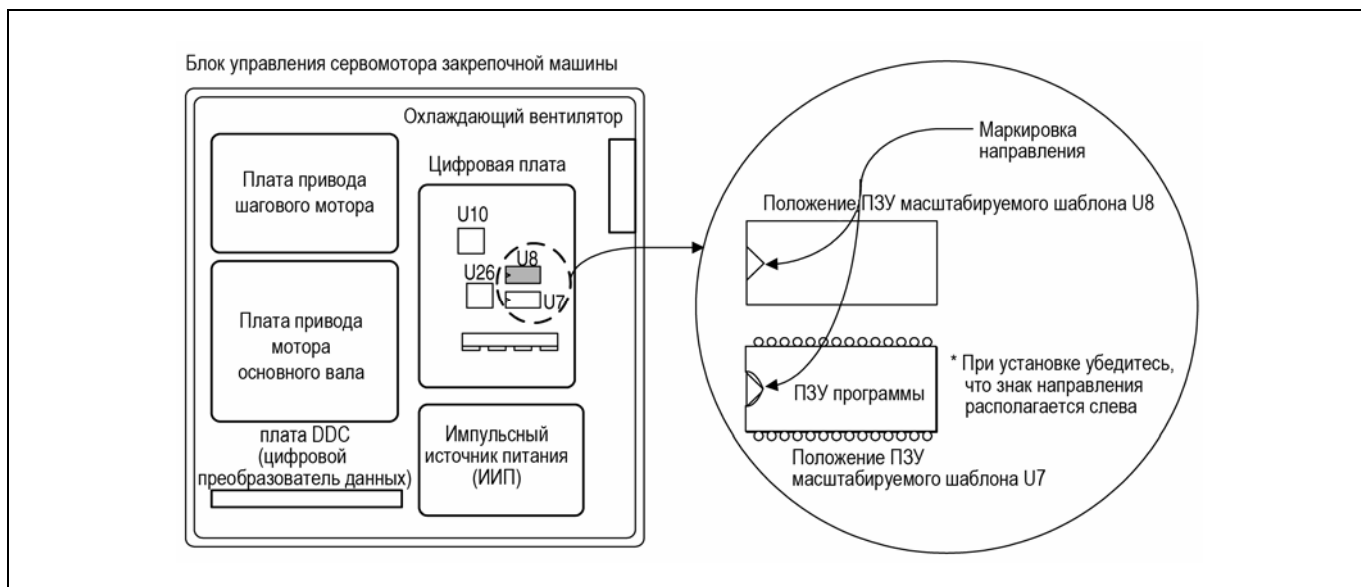 Блок управления сервомотора закрепочной машины
Охлаждающий вентилятор
Плата привода
шагового мотора
Цифровая плата
U10
U8
U26
U7
Плата привода
мотора
основного вала
плата DDC
(цифровой
преобразователь данных)
Импульсный
источник питания
(ИИП)
Маркировка
направления
Положение ПЗУ масштабируемого шаблона U8
ПЗУ программы
* При установке убедитесь,
что знак направления
располагается слева
Положение ПЗУ
масштабируемого шаблона U7